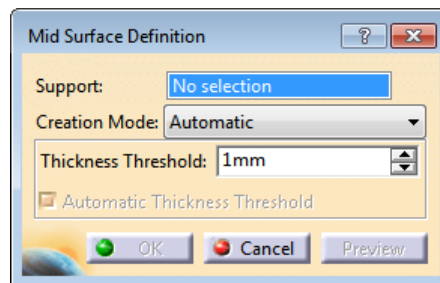 Mid Surface Definition ?
Support: No selection
Creation Mode: Automatic
Thickness Threshold: 1mm
Automatic Thickness Threshold
OK Cancel Preview